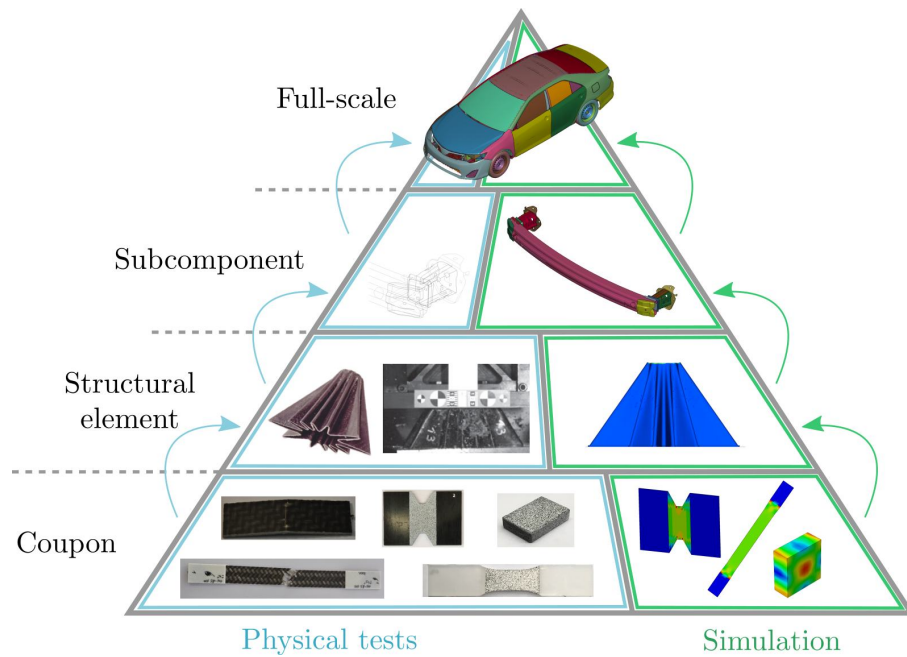 Full-scale
Subcomponent
Structural
element
Coupon
Physical tests
Simulation